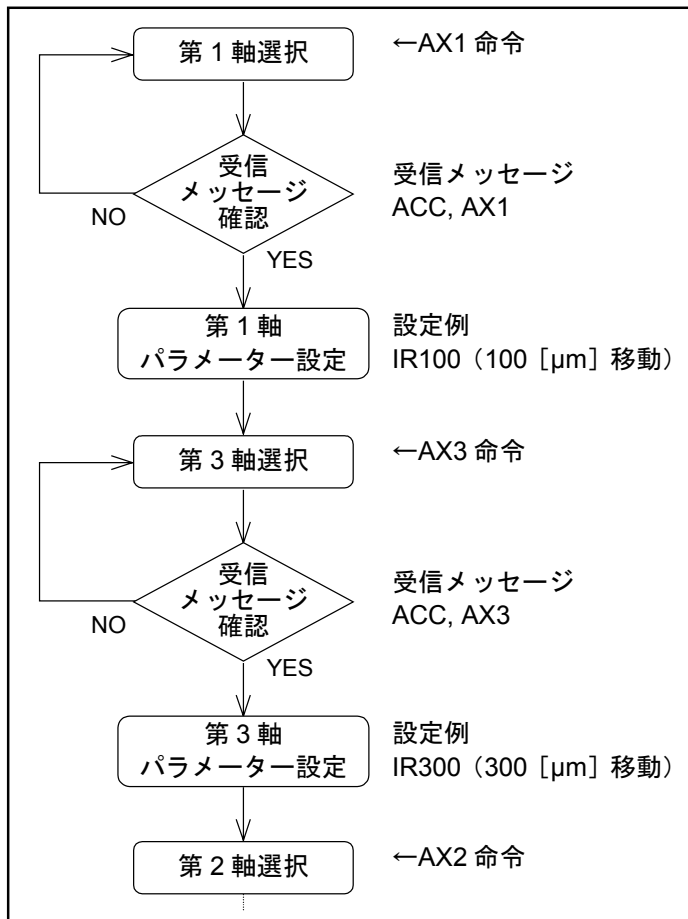 第 1 軸選択
←AX1 命令
受信
メッセージ
確認
受信メッセージ
ACC, AX1
NO
YES
第 1 軸
パラメーター設定
設定例
IR100（100［μm］移動）
第 3 軸選択
←AX3 命令
受信
メッセージ
確認
受信メッセージ
ACC, AX3
NO
YES
第 3 軸
パラメーター設定
設定例
IR300（300［μm］移動）
第 2 軸選択
←AX2 命令